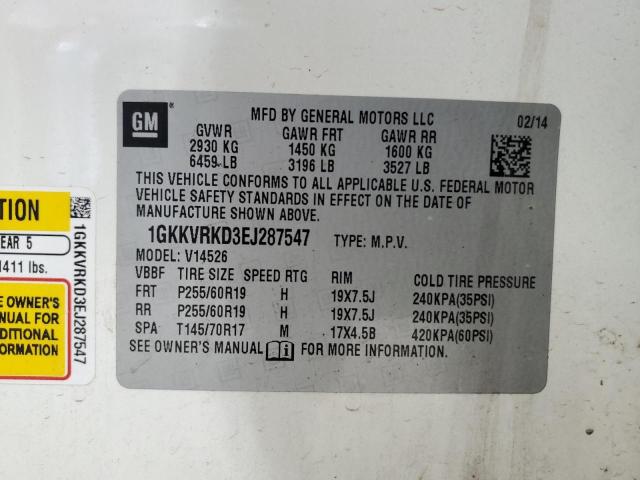 GM
MFD BY GENERAL MOTORS LLC
02/14
GVWR GAWR FRT GAWR RR
2930 KG 1450 KG 1600 KG
6459 LB 3196 LB 3527 LB
THIS VEHICLE CONFORMS TO ALL APPLICABLE U.S. FEDERAL MOTOR
VEHICLE SAFETY STANDARDS IN EFFECT ON THE DATE OF
MANUFACTURE SHOWN ABOVE.
1GKKVRKD3EJ287547 TYPE: M.P.V.
MODEL: V14526
VBBF TIRE SIZE SPEED RTG RIM COLD TIRE PRESSURE
FRT P255/60R19 H 19X7.5J 240KPA(35PSI)
RR P255/60R19 H 19X7.5J 240KPA(35PSI)
SPA T145/70R17 M 17X4.5B 420KPA(60PSI)
SEE OWNER'S MANUAL FOR MORE INFORMATION.
TION
EAR 5
1411 lbs.
E OWNER'S
NUAL FOR
DITIONAL
FORMATION
1GKKVRKD3EJ287547